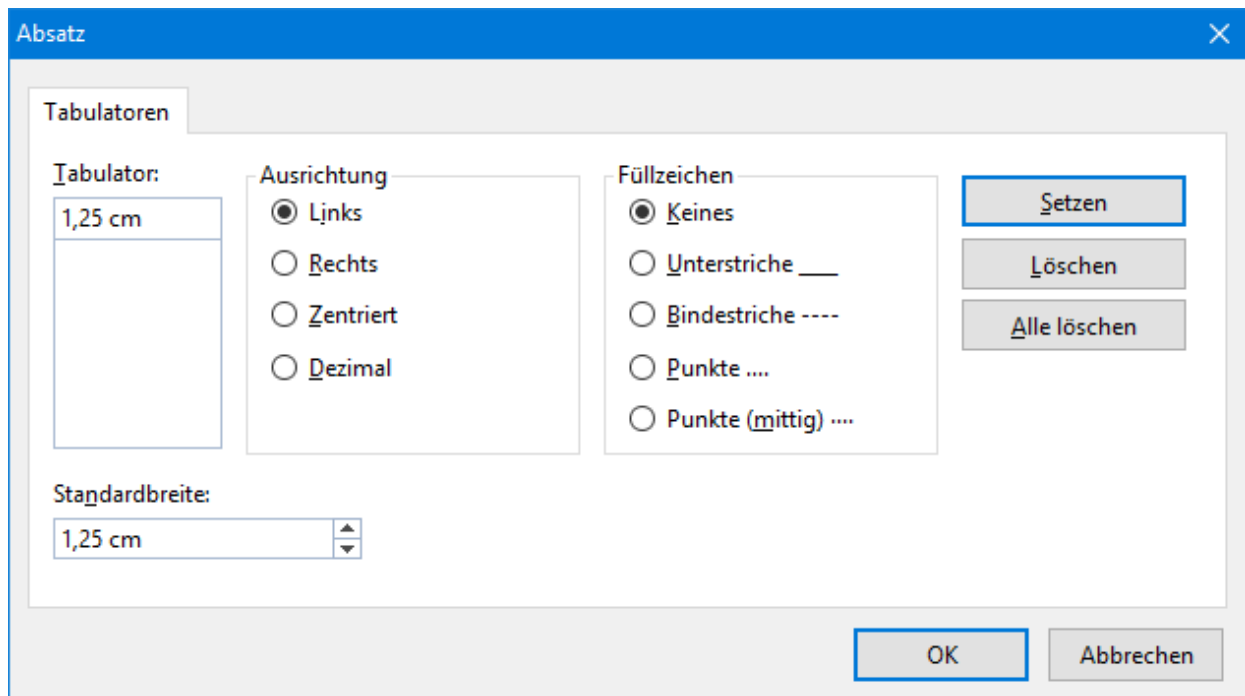 Absatz
Tabulatoren
Tabulator:
1,25 cm
Ausrichtung
Links
Rechts
Zentriert
Dezimal
Füllzeichen
Keines
Unterstriche ___
Bindestriche ----
Punkte ....
Punkte (mittig) ····
Setzen
Löschen
Alle löschen
Standardbreite:
1,25 cm
OK
Abbrechen